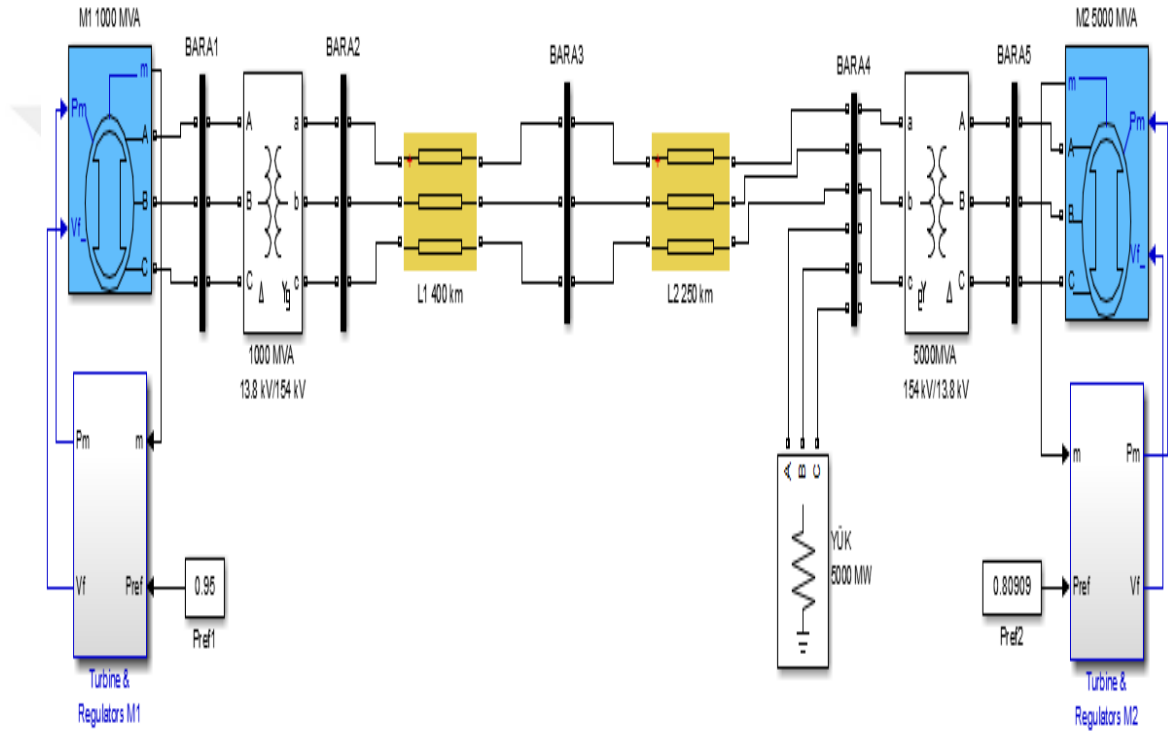 M1 1000 MVA
m
Pm
A
B
Vf_
C
BARA1
A
a
B
b
C
c
Δ
Yg
1000 MVA
13.8 kV/154 kV
BARA2
L1 400 km
BARA3
L2 250 km
BARA4
a
A
b
B
c
C
Yg
Δ
5000MVA
154 kV/13.8 kV
BARA5
M2 5000 MVA
m
Pm
A
B
Vf_
C
Pm
m
Vf
Pref
Turbine &
Regulators M1
0.95
Pref1
A
B
C
YÜK
5000 MW
0.80909
Pref2
m
Pm
Pref
Vf
Turbine &
Regulators M2